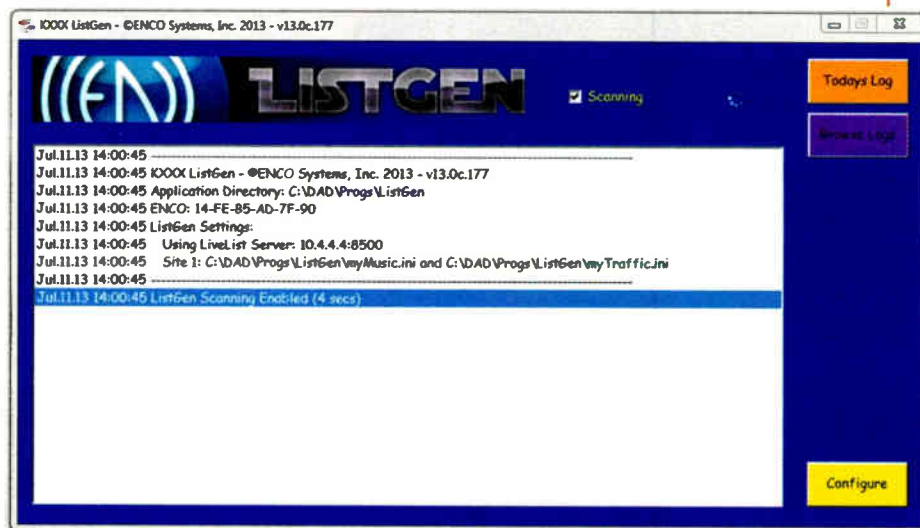 KXXX ListGen - ©ENCO Systems, Inc. 2013 - v13.0c.177
((EN))
LISTGEN
Scanning
Todays Log
Browse Logs
Jul.11.13 14:00:45 ----------------------------------------------------------------
Jul.11.13 14:00:45 KXXX ListGen - ©ENCO Systems, Inc. 2013 - v13.0c.177
Jul.11.13 14:00:45 Application Directory: C:\DAD\Progs\ListGen
Jul.11.13 14:00:45 ENCO: 14-FE-B5-AD-7F-90
Jul.11.13 14:00:45 ListGen Settings:
Jul.11.13 14:00:45 Using LiveList Server: 10.4.4.4:8500
Jul.11.13 14:00:45 Site 1: C:\DAD\Progs\ListGen\myMusic.ini and C:\DAD\Progs\ListGen\myTraffic.ini
Jul.11.13 14:00:45 ----------------------------------------------------------------
Jul.11.13 14:00:45 ListGen Scanning Enabled (4 secs)
Configure